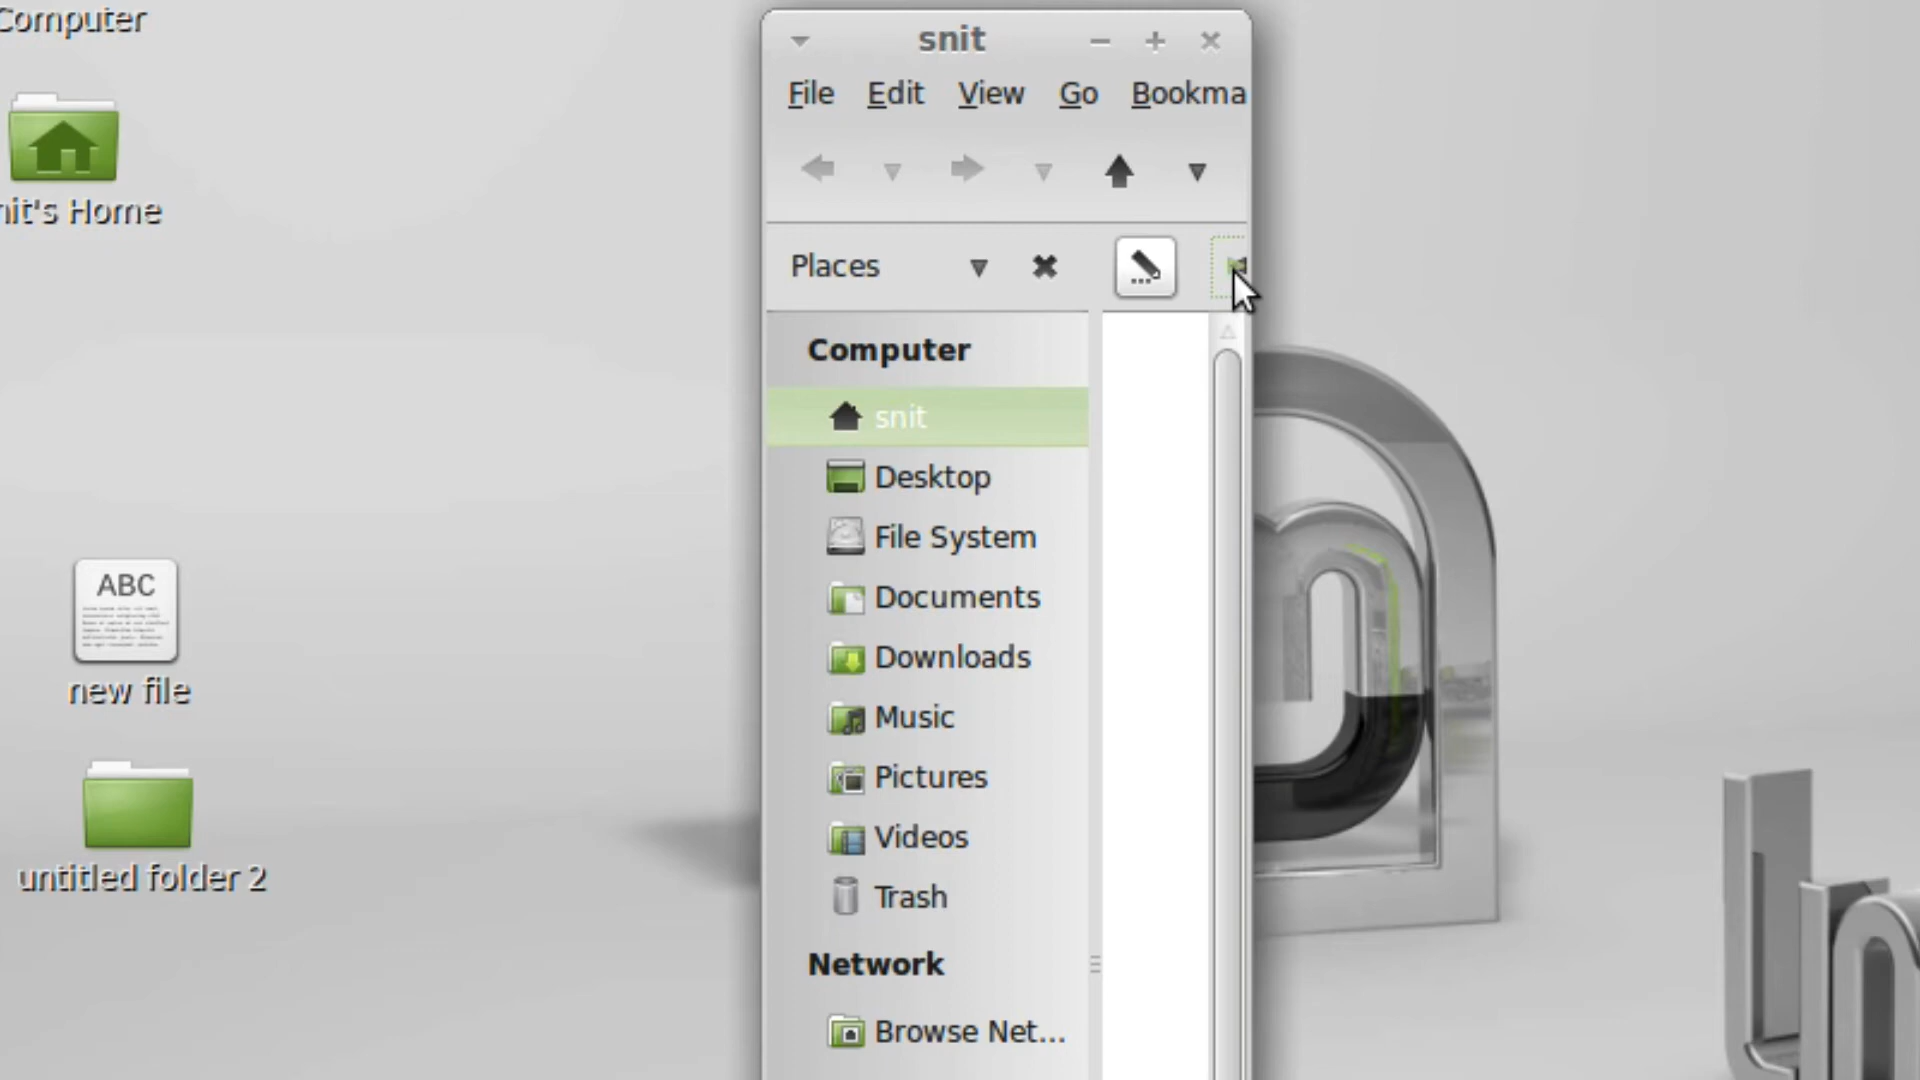 Computer
nit's Home
ABC
new file
untitled folder 2
snit
File Edit View Go Bookma
Places
Computer
snit
Desktop
File System
Documents
Downloads
Music
Pictures
Videos
Trash
Network
Browse Net...